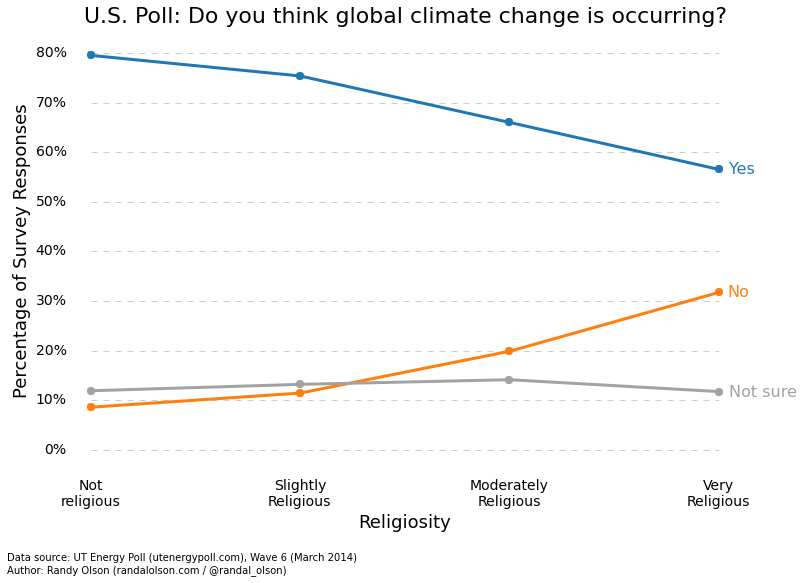 U.S. Poll: Do you think global climate change is occurring?
Percentage of Survey Responses
80%
70%
60%
50%
40%
30%
20%
10%
0%
Yes
No
Not sure
Not
religious
Slightly
Religious
Moderately
Religious
Very
Religious
Religiosity
Data source: UT Energy Poll (utenergypoll.com), Wave 6 (March 2014)
Author: Randy Olson (randalolson.com / @randal_olson)